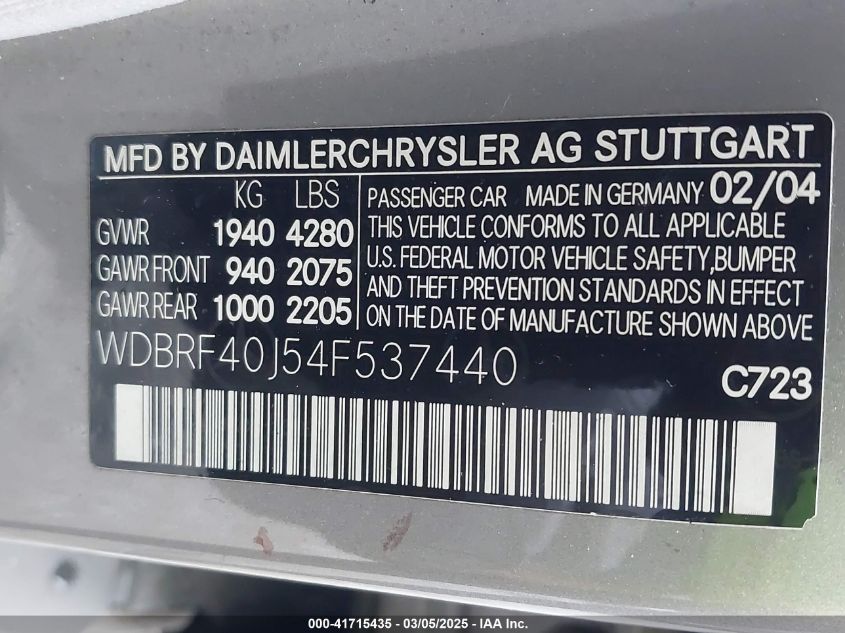 MFD BY DAIMLERCHRYSLER AG STUTTGART
KG LBS
GVWR 1940 4280
GAWR FRONT 940 2075
GAWR REAR 1000 2205
PASSENGER CAR MADE IN GERMANY 02/04
THIS VEHICLE CONFORMS TO ALL APPLICABLE
U.S. FEDERAL MOTOR VEHICLE SAFETY,BUMPER
AND THEFT PREVENTION STANDARDS IN EFFECT
ON THE DATE OF MANUFACTURE SHOWN ABOVE
WDBRF40J54F537440
C723
000-41715435 - 03/05/2025 - IAA Inc.